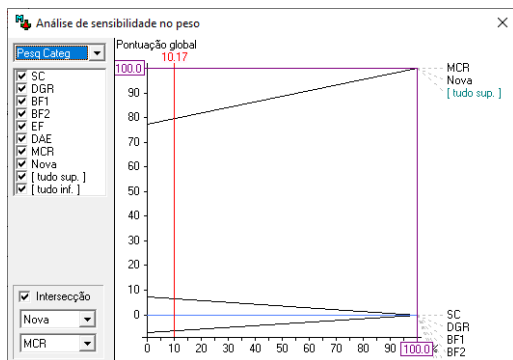 Análise de sensibilidade no peso
Pesq Categ
SC
DGR
BF1
BF2
EF
DAE
MCR
Nova
[ tudo sup. ]
[ tudo inf. ]
Intersecção
Nova
MCR
Pontuação global
10.17
100.0
90
80
70
60
50
40
30
20
10
0
0 10 20 30 40 50 60 70 80 90 100.0
MCR
Nova
[ tudo sup. ]
SC
DGR
BF1
BF2